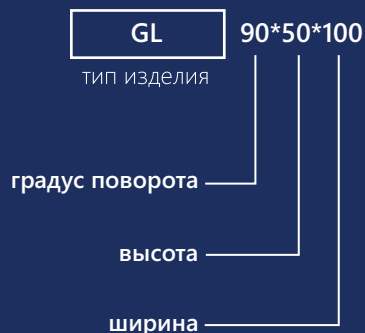 GL 90*50*100
тип изделия
градус поворота
высота
ширина